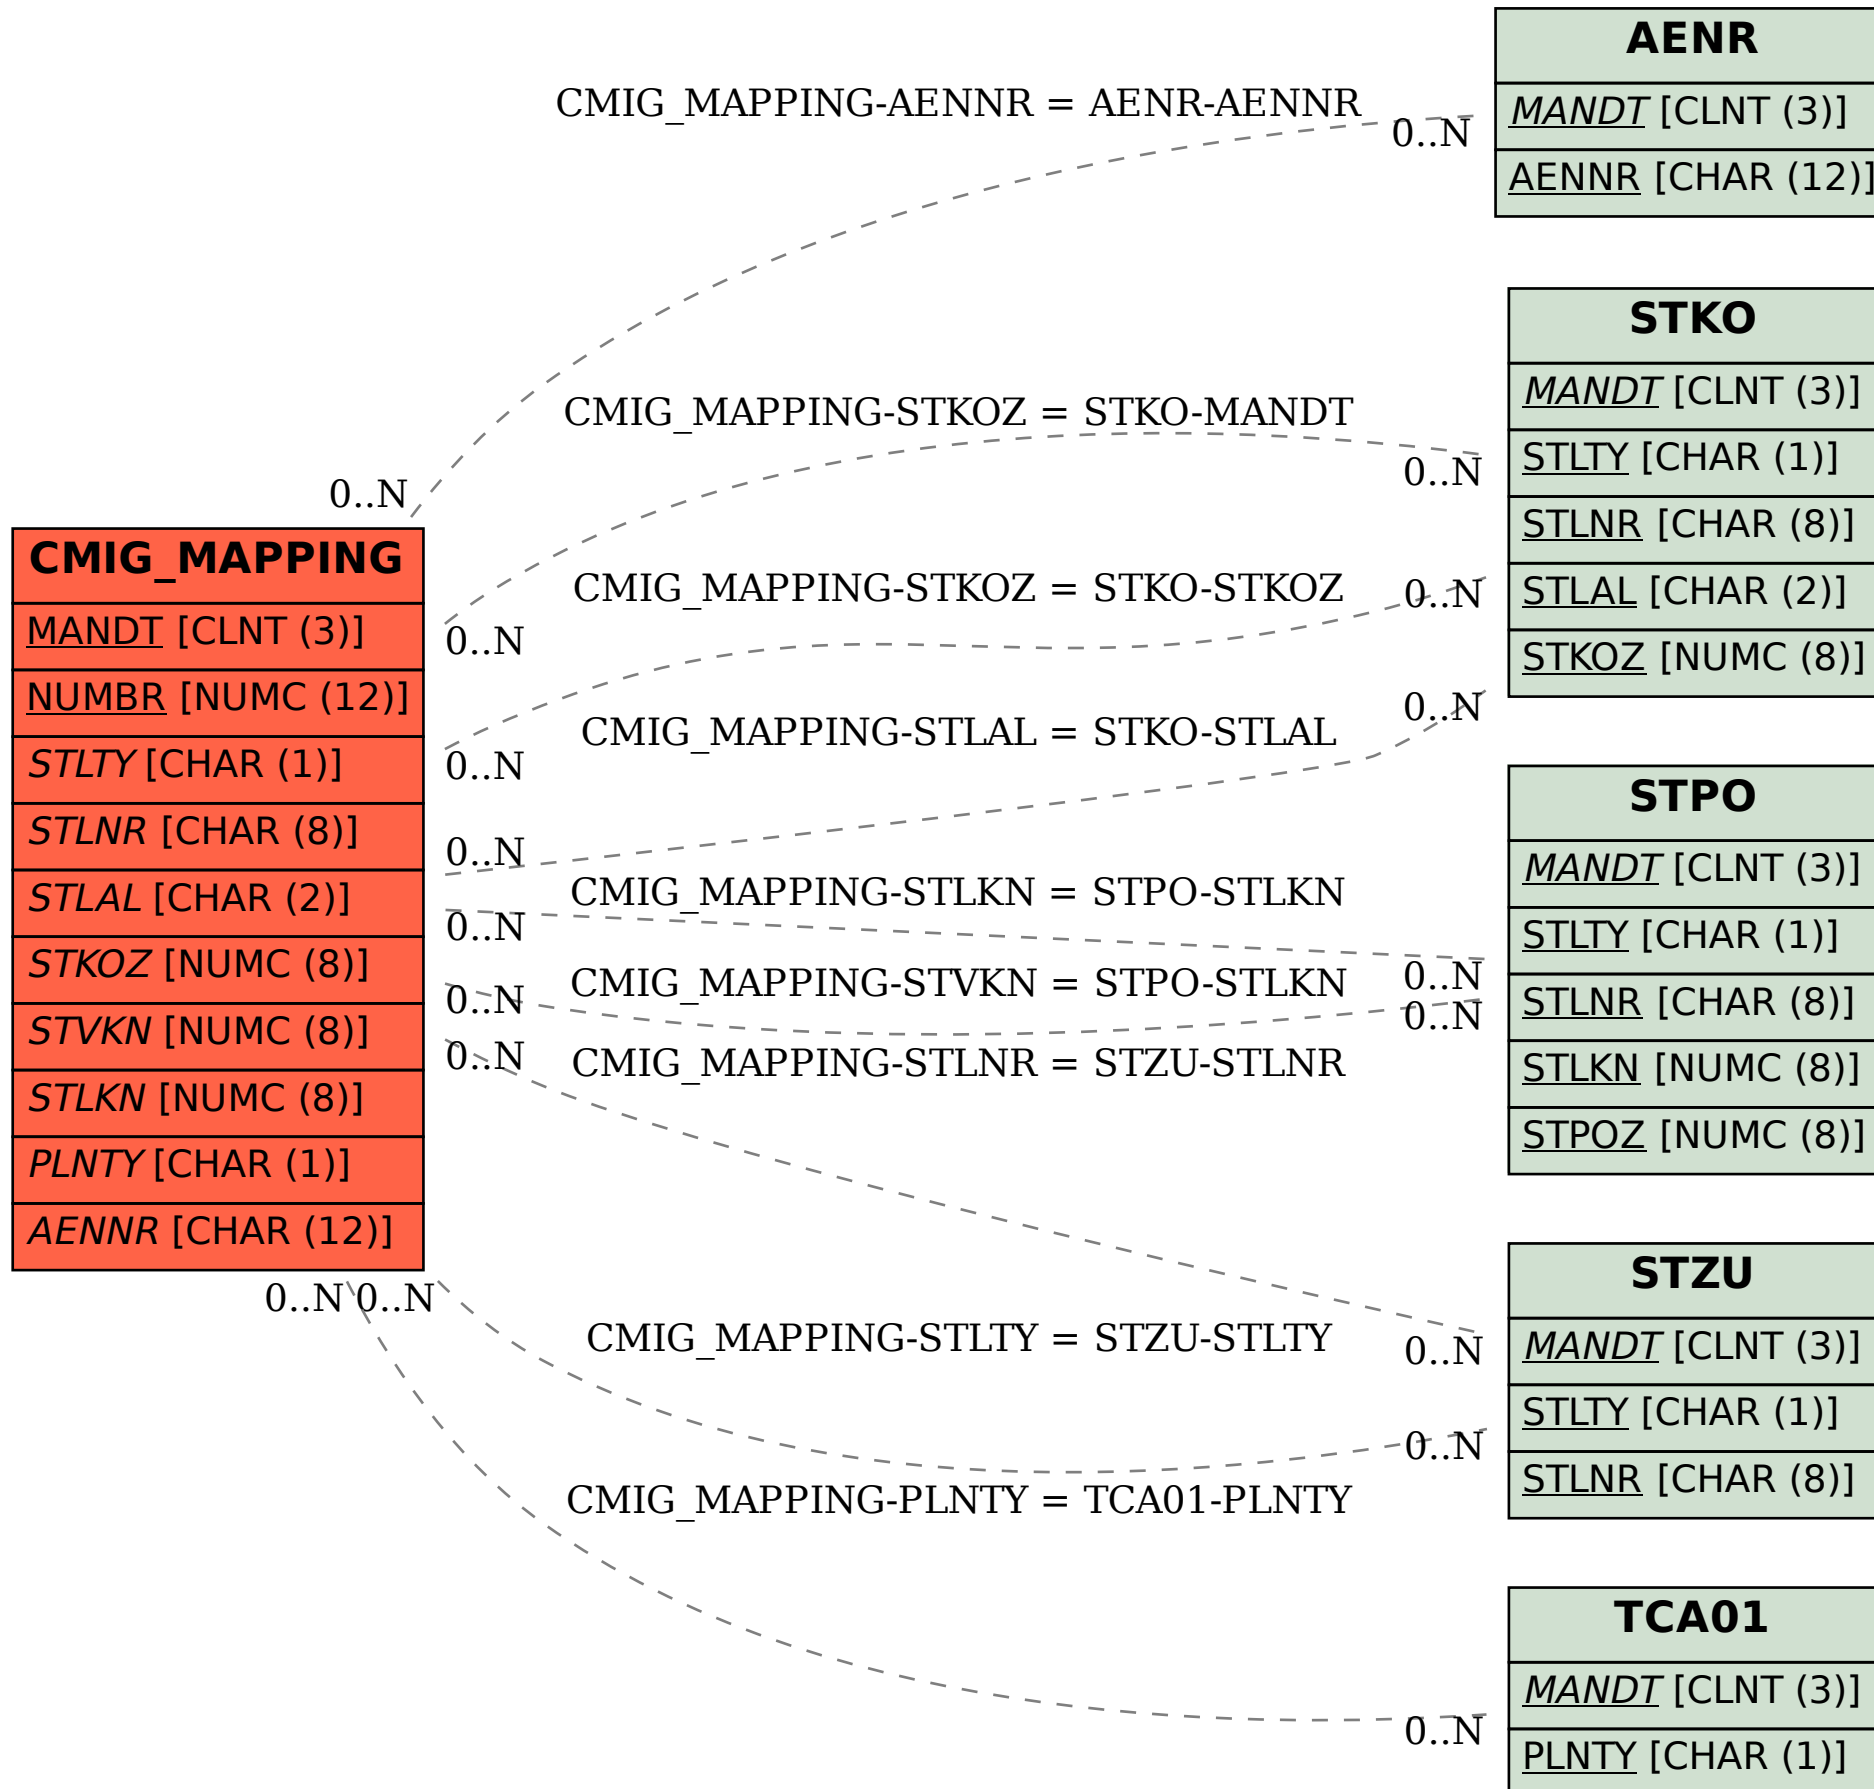 AENR
MANDT [CLNT (3)]
AENNR [CHAR (12)]
CMIG_MAPPING-AENNR = AENR-AENNR
0..N
0..N
STKO
MANDT [CLNT (3)]
STLTY [CHAR (1)]
STLNR [CHAR (8)]
STLAL [CHAR (2)]
STKOZ [NUMC (8)]
CMIG_MAPPING-STKOZ = STKO-MANDT
0..N
0..N
CMIG_MAPPING-STKOZ = STKO-STKOZ
0..N
0..N
CMIG_MAPPING-STLAL = STKO-STLAL
0..N
0..N
CMIG_MAPPING
MANDT [CLNT (3)]
NUMBR [NUMC (12)]
STLTY [CHAR (1)]
STLNR [CHAR (8)]
STLAL [CHAR (2)]
STKOZ [NUMC (8)]
STVKN [NUMC (8)]
STLKN [NUMC (8)]
PLNTY [CHAR (1)]
AENNR [CHAR (12)]
STPO
MANDT [CLNT (3)]
STLTY [CHAR (1)]
STLNR [CHAR (8)]
STLKN [NUMC (8)]
STPOZ [NUMC (8)]
CMIG_MAPPING-STLKN = STPO-STLKN
0..N
0..N
CMIG_MAPPING-STVKN = STPO-STLKN
0..N
0..N
CMIG_MAPPING-STLNR = STZU-STLNR
0..N
0..N
STZU
MANDT [CLNT (3)]
STLTY [CHAR (1)]
STLNR [CHAR (8)]
0..N 0..N
CMIG_MAPPING-STLTY = STZU-STLTY
0..N
CMIG_MAPPING-PLNTY = TCA01-PLNTY
0..N
TCA01
MANDT [CLNT (3)]
PLNTY [CHAR (1)]